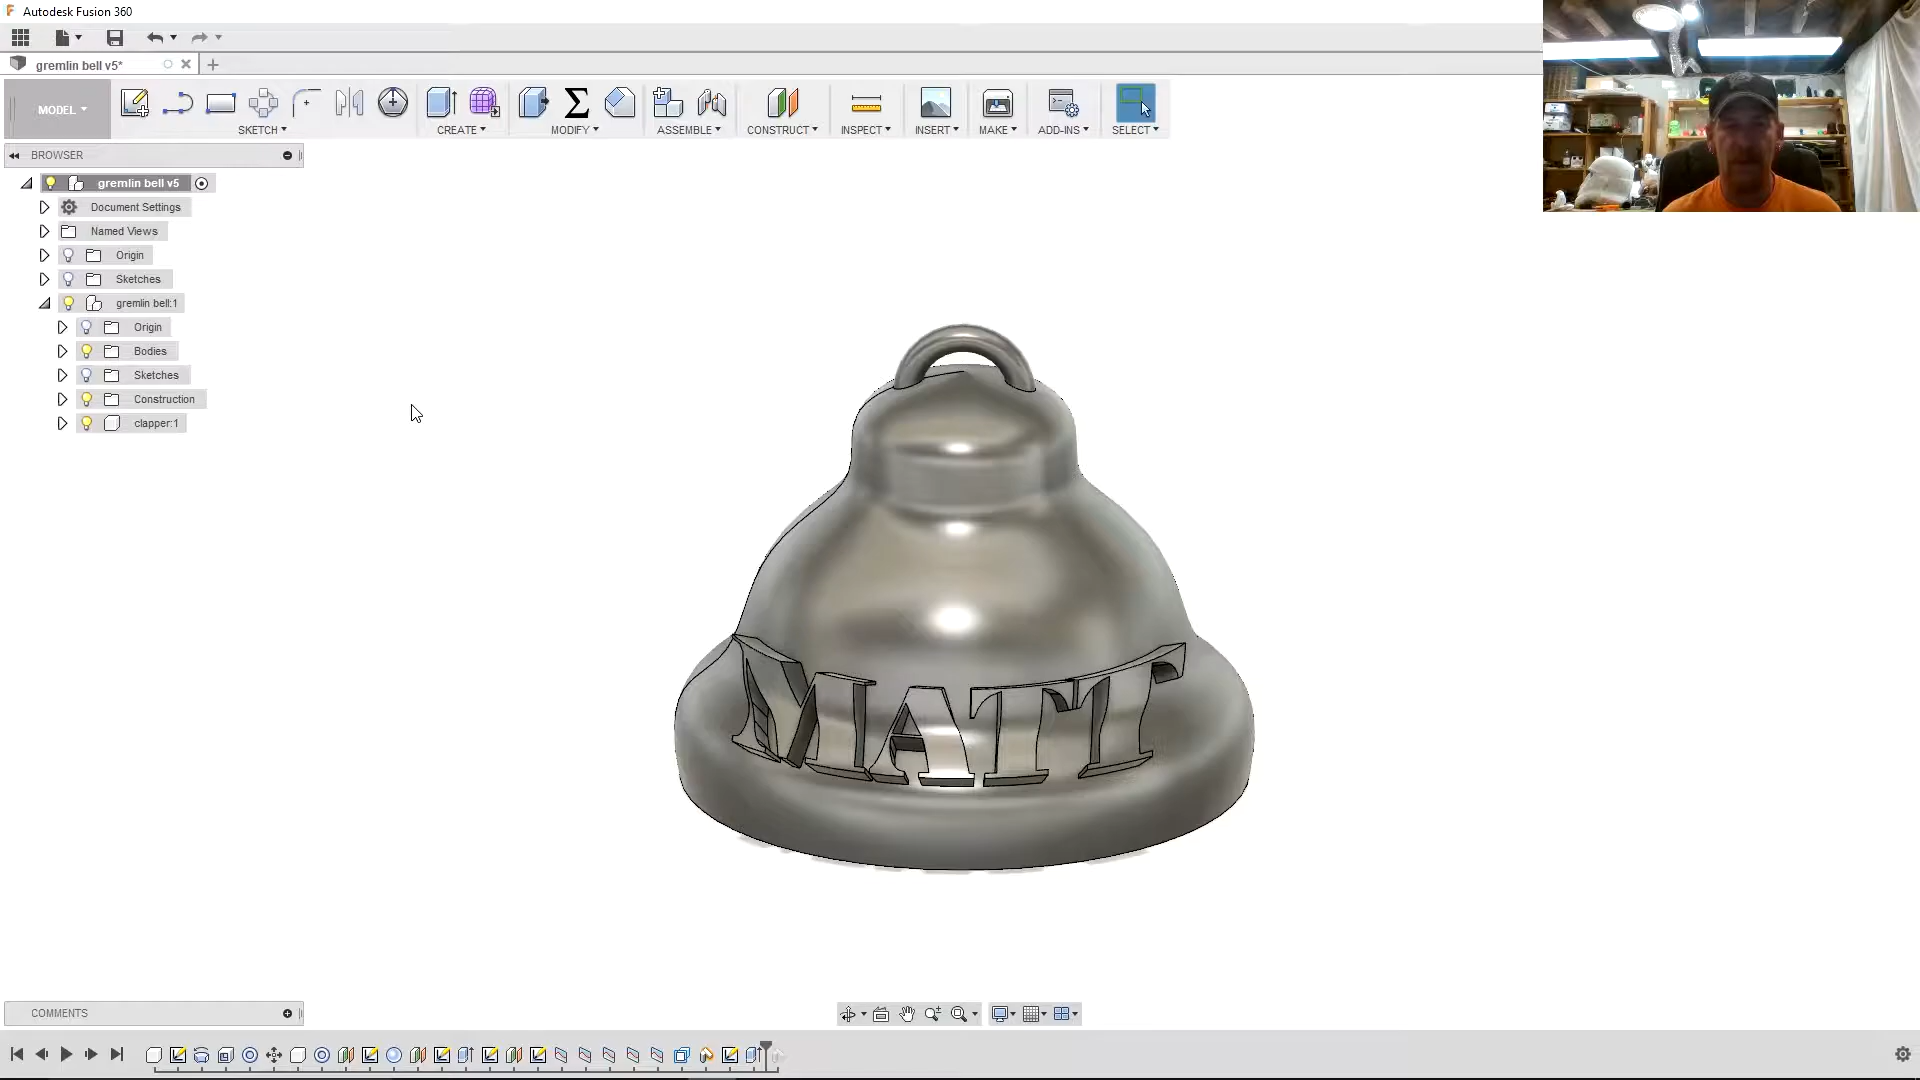 Autodesk Fusion 360
gremlin bell v5*
MODEL
SKETCH
CREATE
MODIFY
ASSEMBLE
CONSTRUCT
INSPECT
INSERT
MAKE
ADD-INS
SELECT
BROWSER
gremlin bell v5
Document Settings
Named Views
Origin
Sketches
gremlin bell:1
Origin
Bodies
Sketches
Construction
clapper:1
MATT
COMMENTS